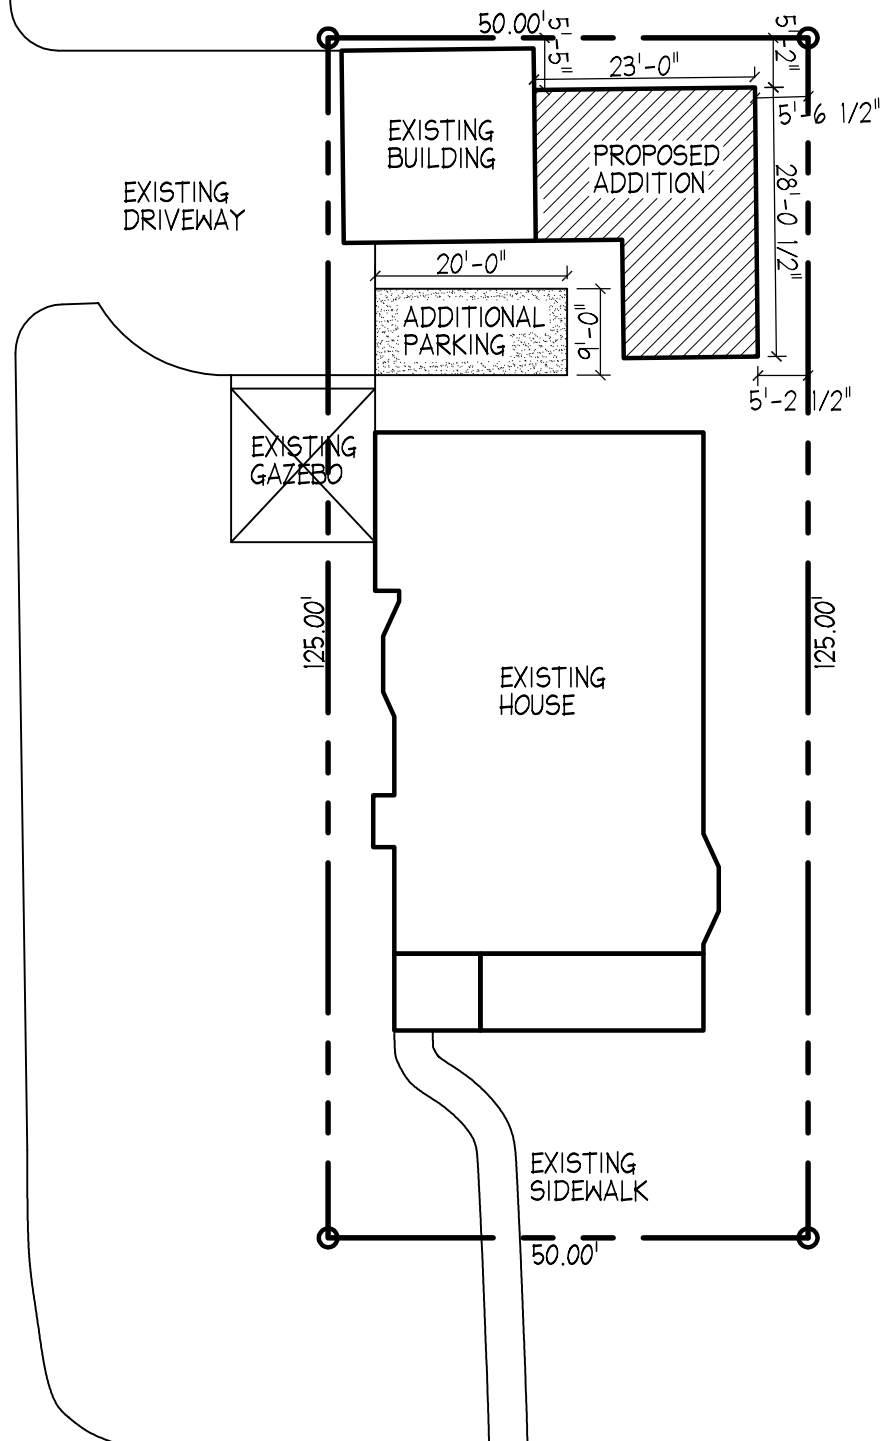 50.00'
5'-5"
5'-2"
23'-0"
5'-6 1/2"
EXISTING
BUILDING
PROPOSED
ADDITION
28'-0 1/2"
EXISTING
DRIVEWAY
20'-0"
ADDITIONAL
PARKING
9'-0"
5'-2 1/2"
EXISTING
GAZEBO
125.00'
125.00'
EXISTING
HOUSE
EXISTING
SIDEWALK
50.00'